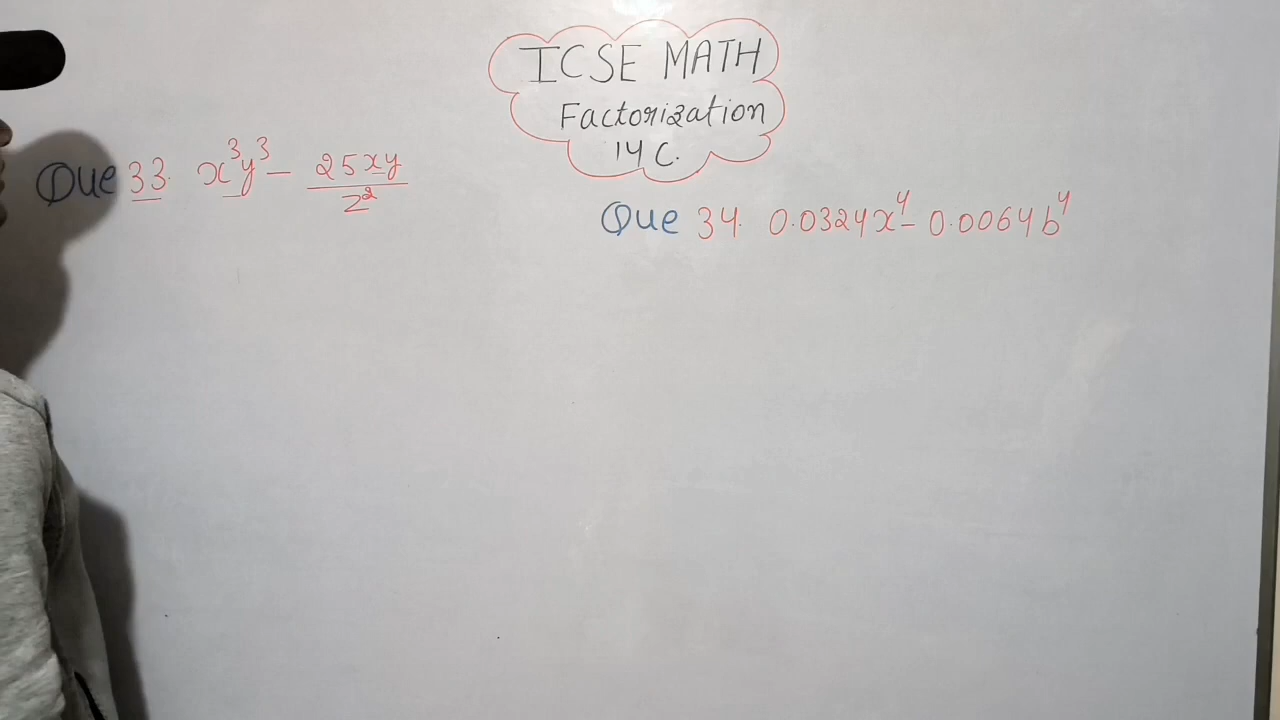 ICSE MATH
Factorization
14 C.
Que 33. x³y³ - 25xy/z²
Que 34. 0.0324x⁴ - 0.0064b⁴